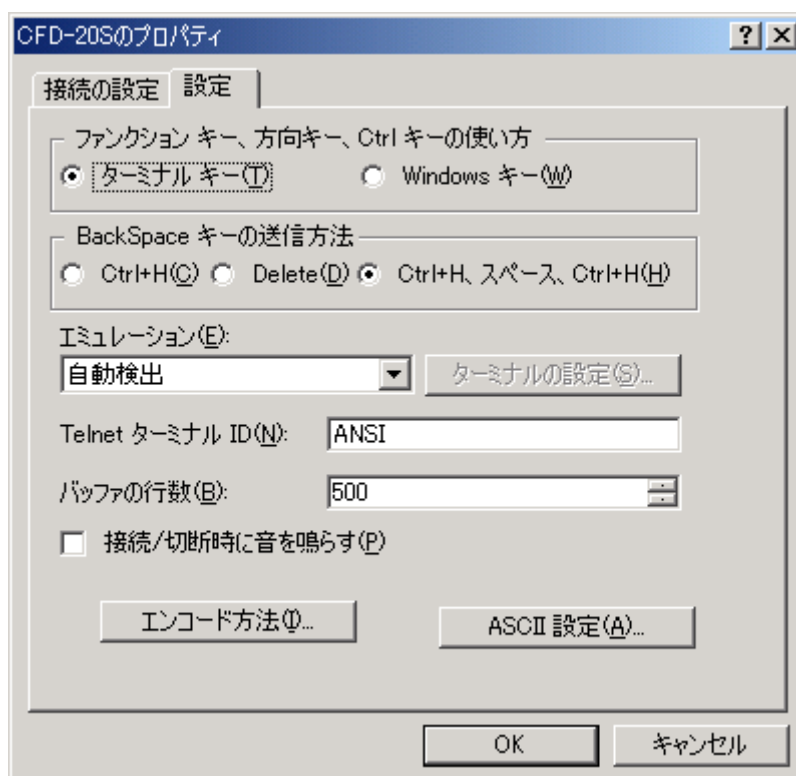 CFD-20Sのプロパティ
接続の設定 設定
ファンクション キー、方向キー、Ctrl キーの使い方
ターミナル キー(T) Windows キー(W)
BackSpace キーの送信方法
Ctrl+H(C) Delete(D) Ctrl+H、スペース、Ctrl+H(H)
エミュレーション(E):
自動検出 ターミナルの設定(S)...
Telnet ターミナル ID(N): ANSI
バッファの行数(B): 500
接続/切断時に音を鳴らす(P)
エンコード方法(I)... ASCII 設定(A)...
OK キャンセル